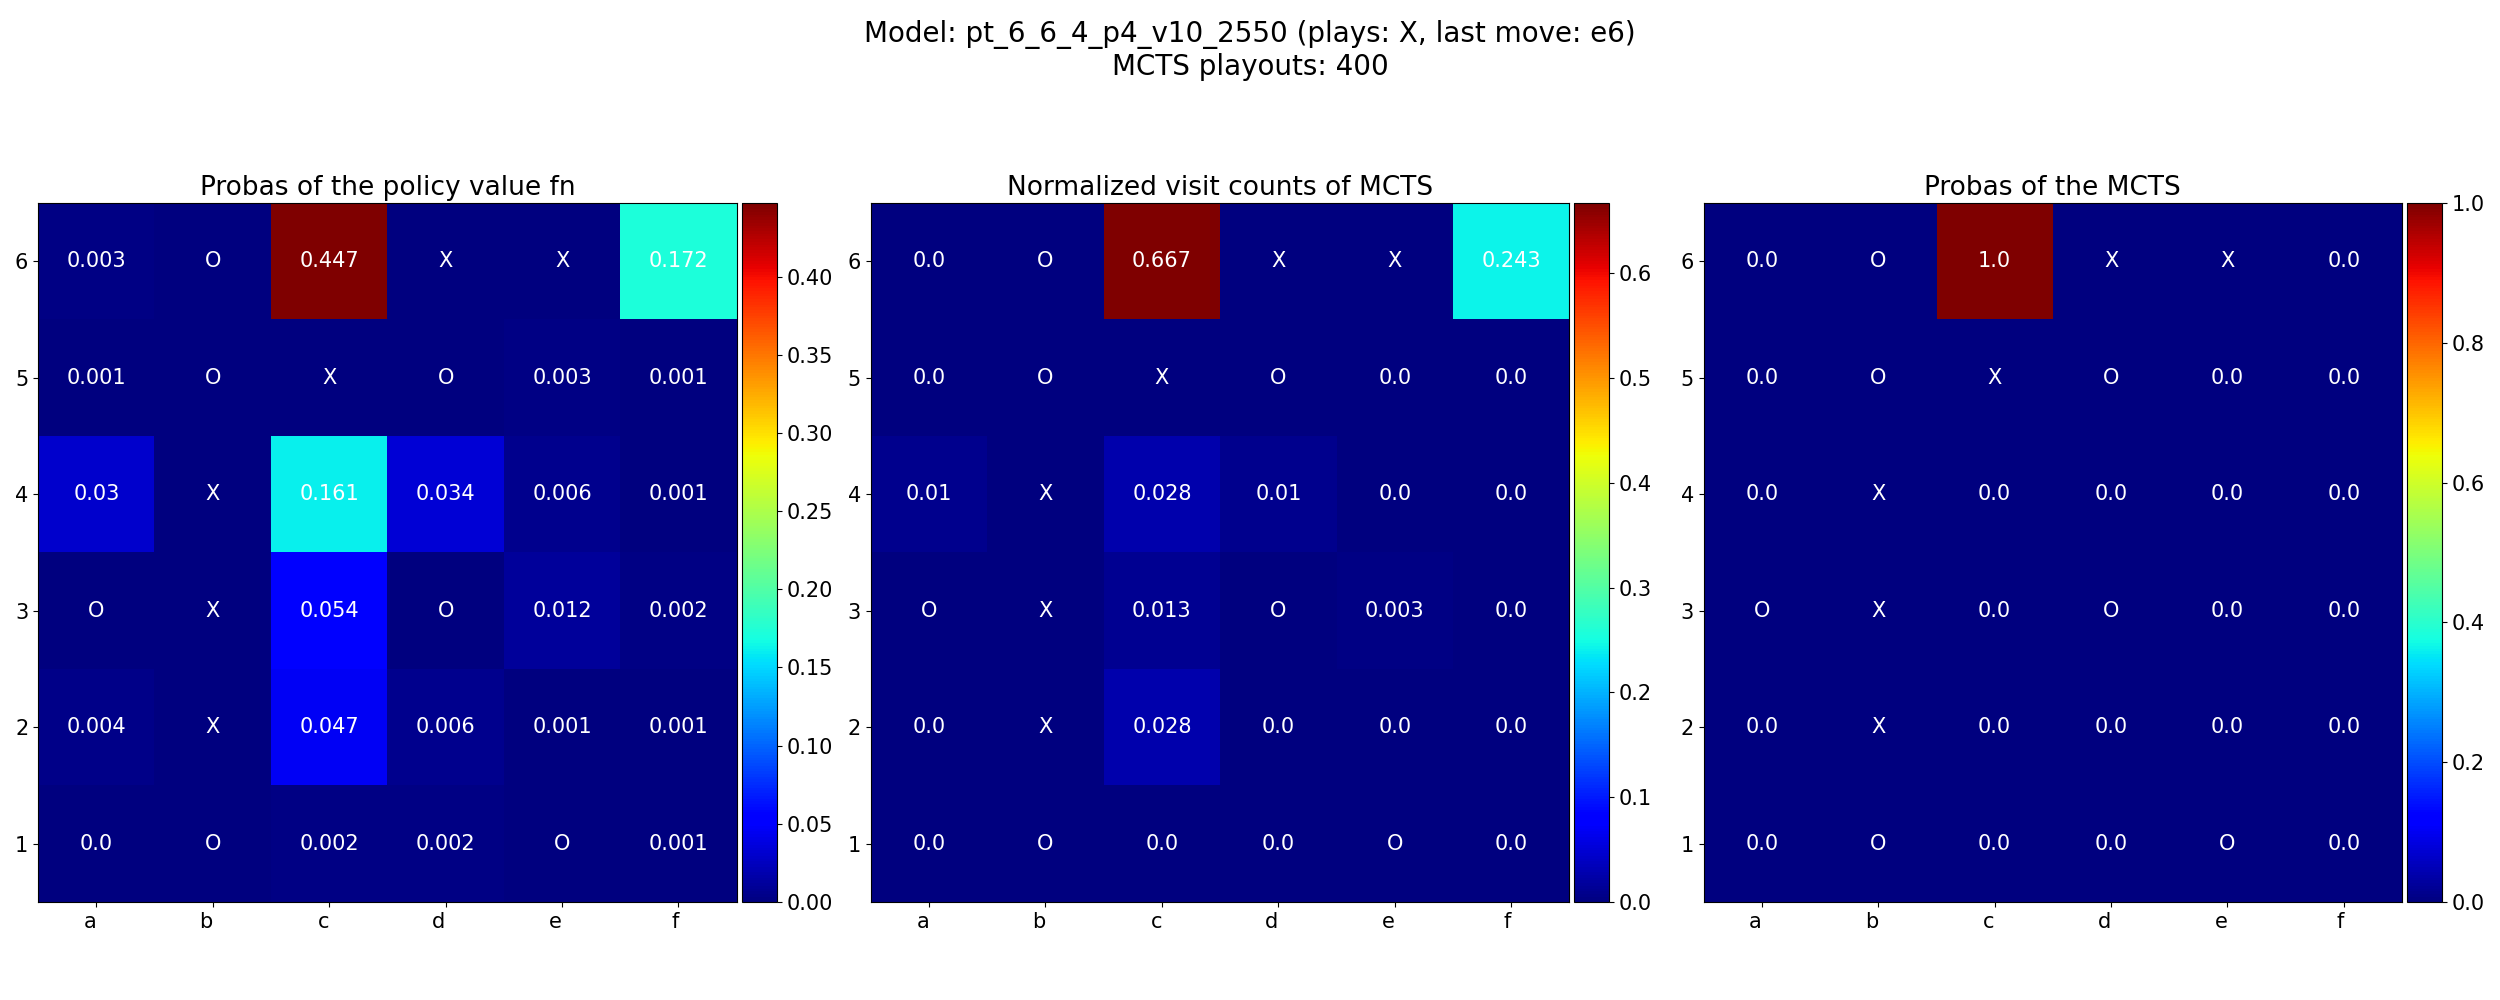 Model: pt_6_6_4_p4_v10_2550 (plays: X, last move: e6)
MCTS playouts: 400
Probas of the policy value fn
6 0.003 O 0.447 X X 0.172
5 0.001 O X O 0.003 0.001
4 0.03 X 0.161 0.034 0.006 0.001
3 O X 0.054 O 0.012 0.002
2 0.004 X 0.047 0.006 0.001 0.001
1 0.0 O 0.002 0.002 O 0.001
a b c d e f
0.40
0.35
0.30
0.25
0.20
0.15
0.10
0.05
0.00
Normalized visit counts of MCTS
6 0.0 O 0.667 X X 0.243
5 0.0 O X O 0.0 0.0
4 0.01 X 0.028 0.01 0.0 0.0
3 O X 0.013 O 0.003 0.0
2 0.0 X 0.028 0.0 0.0 0.0
1 0.0 O 0.0 0.0 O 0.0
a b c d e f
0.6
0.5
0.4
0.3
0.2
0.1
0.0
Probas of the MCTS
6 0.0 O 1.0 X X 0.0
5 0.0 O X O 0.0 0.0
4 0.0 X 0.0 0.0 0.0 0.0
3 O X 0.0 O 0.0 0.0
2 0.0 X 0.0 0.0 0.0 0.0
1 0.0 O 0.0 0.0 O 0.0
a b c d e f
1.0
0.8
0.6
0.4
0.2
0.0